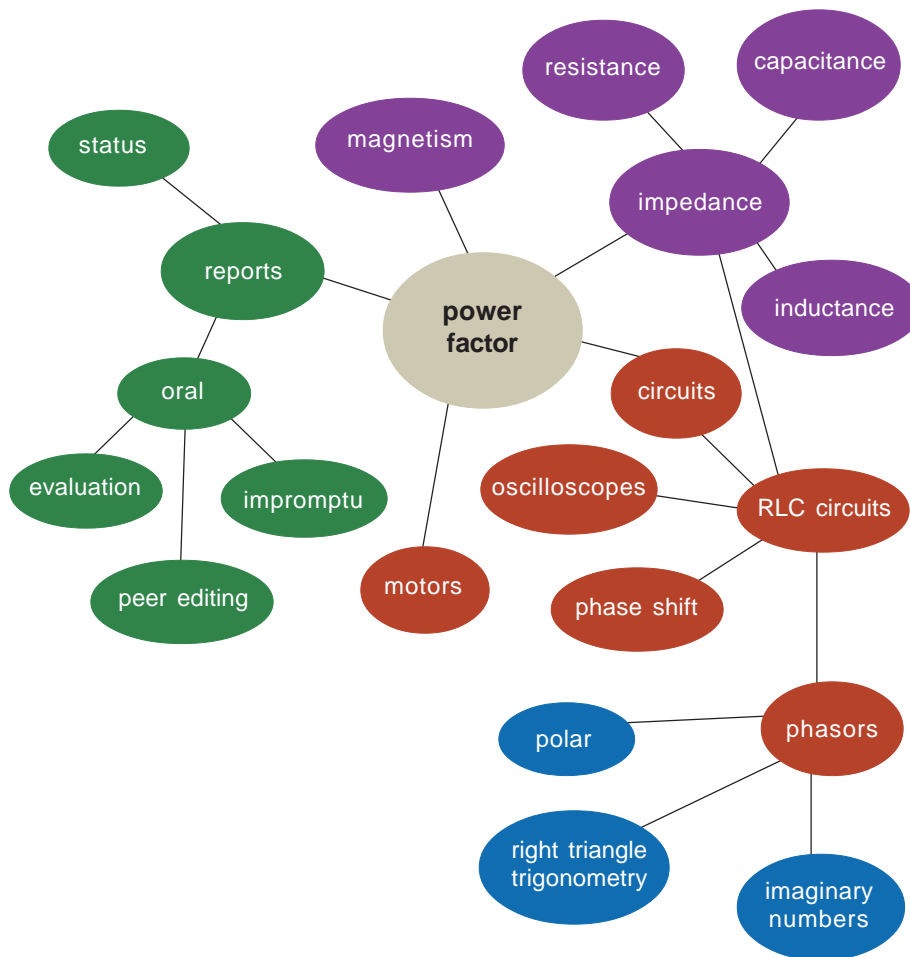 resistance
capacitance
status
magnetism
impedance
reports
power
factor
inductance
oral
circuits
evaluation
impromptu
oscilloscopes
RLC circuits
peer editing
motors
phase shift
polar
phasors
right triangle
trigonometry
imaginary
numbers